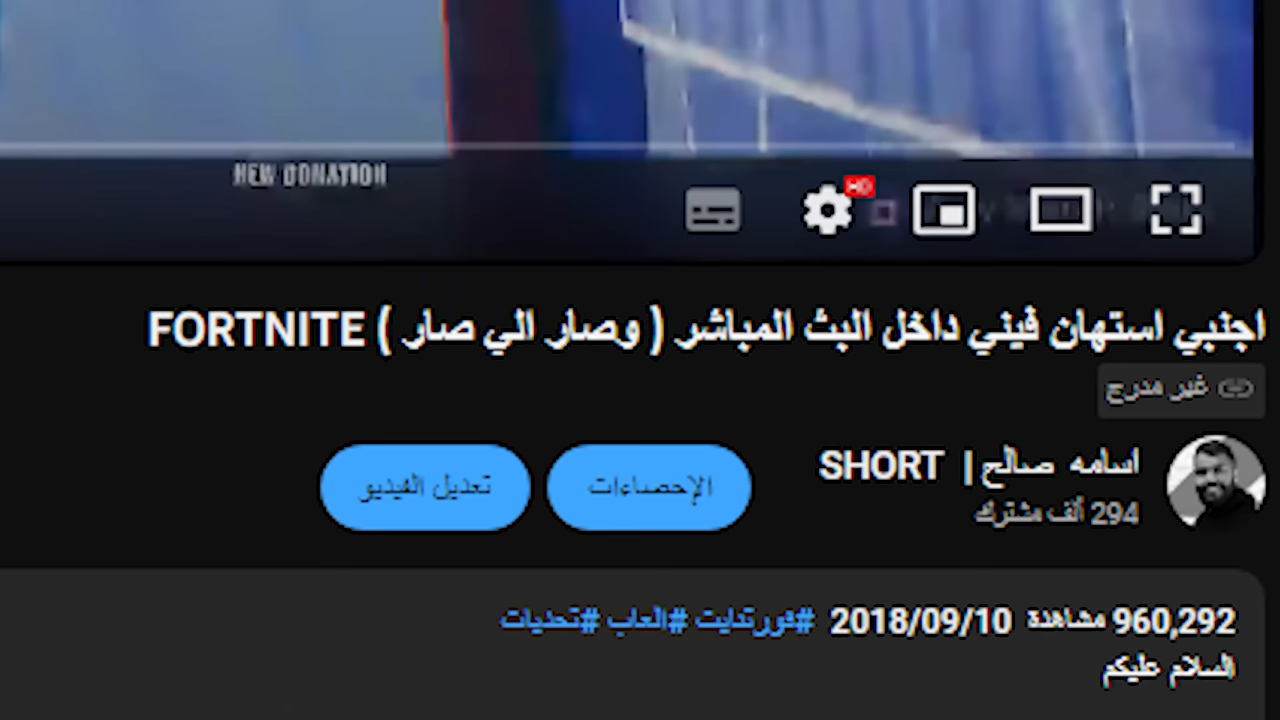 NEW DONATION
HD
اجنبي استهان فيني داخل البث المباشر ( وصار الي صار ) FORTNITE
غير مدرج
اسامه صالح | SHORT
294 ألف مشترك
الإحصاءات
تعديل الفيديو
960,292 مشاهدة 2018/09/10 #فورتنايت #العاب #تحديات
السلام عليكم